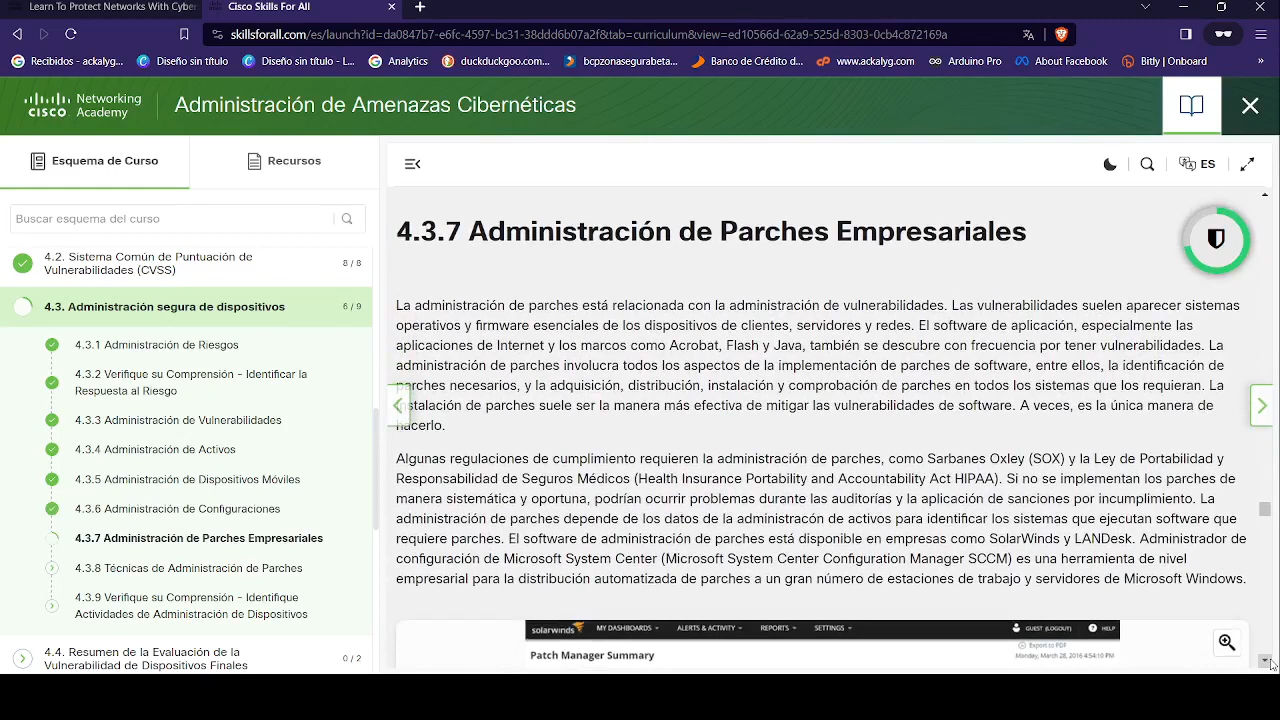 Learn To Protect Networks With Cyber
Cisco Skills For All
skillsforall.com/es/launch?id=da0847b7-e6fc-4597-bc31-38ddd6b07a2f&tab=curriculum&view=ed10566d-62a9-525d-8303-0cb4c872169a
Recibidos - ackalyg...
Diseño sin título
Diseño sin título - L...
Analytics
duckduckgoo.com...
bcpzonasegurabeta...
Banco de Crédito d...
www.ackalyg.com
Arduino Pro
About Facebook
Bitly | Onboard
»
cisco Networking Academy
Administración de Amenazas Cibernéticas
Esquema de Curso
Recursos
Buscar esquema del curso
4.2. Sistema Común de Puntuación de
Vulnerabilidades (CVSS)
8 / 8
4.3. Administración segura de dispositivos
6 / 9
4.3.1 Administración de Riesgos
4.3.2 Verifique su Comprensión - Identificar la
Respuesta al Riesgo
4.3.3 Administración de Vulnerabilidades
4.3.4 Administración de Activos
4.3.5 Administración de Dispositivos Móviles
4.3.6 Administración de Configuraciones
4.3.7 Administración de Parches Empresariales
4.3.8 Técnicas de Administración de Parches
4.3.9 Verifique su Comprensión - Identifique
Actividades de Administración de Dispositivos
4.4. Resumen de la Evaluación de la
Vulnerabilidad de Dispositivos Finales
0 / 2
ES
4.3.7 Administración de Parches Empresariales
La administración de parches está relacionada con la administración de vulnerabilidades. Las vulnerabilidades suelen aparecer sistemas
operativos y firmware esenciales de los dispositivos de clientes, servidores y redes. El software de aplicación, especialmente las
aplicaciones de Internet y los marcos como Acrobat, Flash y Java, también se descubre con frecuencia por tener vulnerabilidades. La
administración de parches involucra todos los aspectos de la implementación de parches de software, entre ellos, la identificación de
parches necesarios, y la adquisición, distribución, instalación y comprobación de parches en todos los sistemas que los requieran. La
instalación de parches suele ser la manera más efectiva de mitigar las vulnerabilidades de software. A veces, es la única manera de
hacerlo.
Algunas regulaciones de cumplimiento requieren la administración de parches, como Sarbanes Oxley (SOX) y la Ley de Portabilidad y
Responsabilidad de Seguros Médicos (Health Insurance Portability and Accountability Act HIPAA). Si no se implementan los parches de
manera sistemática y oportuna, podrían ocurrir problemas durante las auditorías y la aplicación de sanciones por incumplimiento. La
administración de parches depende de los datos de la administracón de activos para identificar los sistemas que ejecutan software que
requiere parches. El software de administración de parches está disponible en empresas como SolarWinds y LANDesk. Administrador de
configuración de Microsoft System Center (Microsoft System Center Configuration Manager SCCM) es una herramienta de nivel
empresarial para la distribución automatizada de parches a un gran número de estaciones de trabajo y servidores de Microsoft Windows.
solarwinds MY DASHBOARDS ALERTS & ACTIVITY REPORTS SETTINGS GUEST (LOGOUT) HELP
Export to PDF
Patch Manager Summary
Monday, March 28, 2016 4:54:10 PM